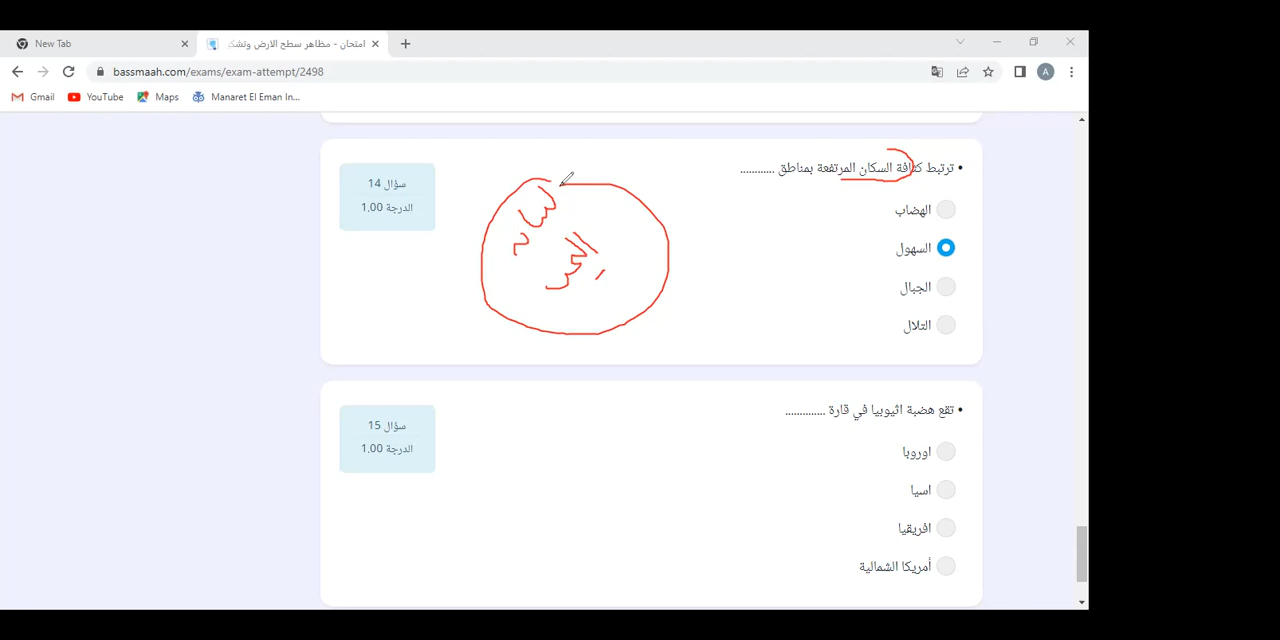 New Tab
امتحان - مظاهر سطح الارض وتشك
bassmaah.com/exams/exam-attempt/2498
A
Gmail
YouTube
Maps
Manaret El Eman In...
• ترتبط كثافة السكان المرتفعة بمناطق ............
سؤال 14
الدرجة 1.00
الهضاب
السهول
الجبال
التلال
• تقع هضبة اثيوبيا في قارة ..............
سؤال 15
الدرجة 1.00
اوروبا
اسيا
افريقيا
أمريكا الشمالية